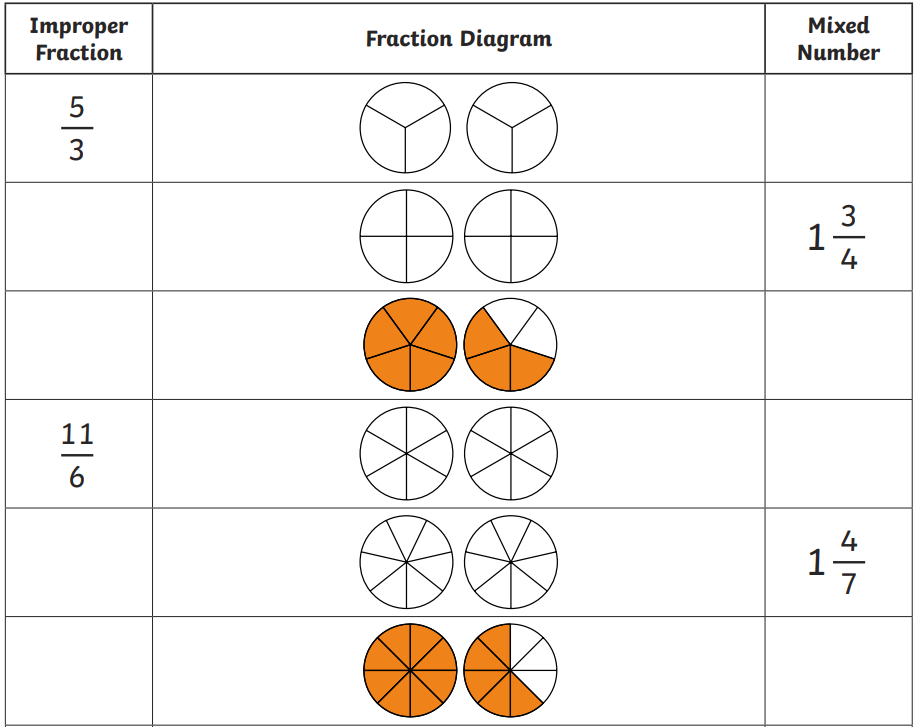 Improper
Fraction
Fraction Diagram
Mixed
Number
5
3
1 3
4
11
6
1 4
7